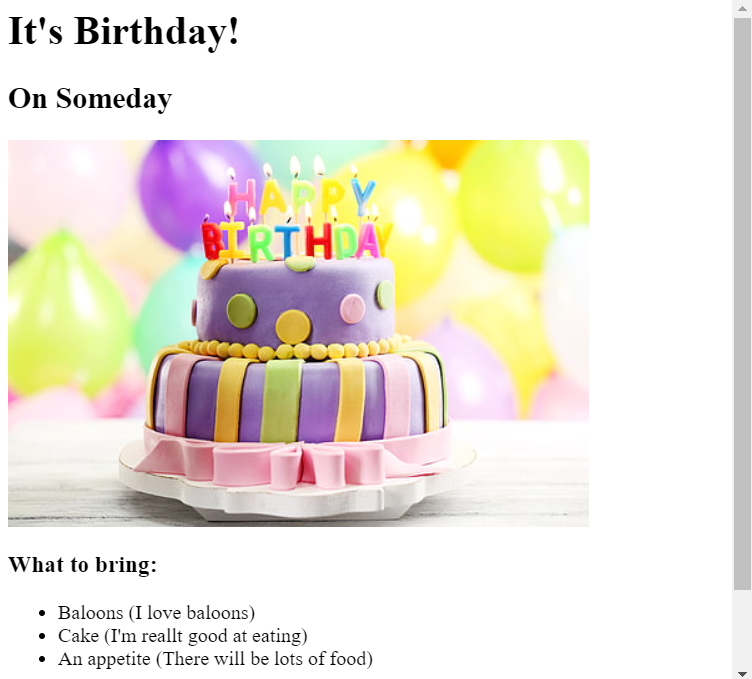 It's Birthday!
On Someday
HAPPY
BIRTHDAY
What to bring:
Baloons (I love baloons)
Cake (I'm reallt good at eating)
An appetite (There will be lots of food)